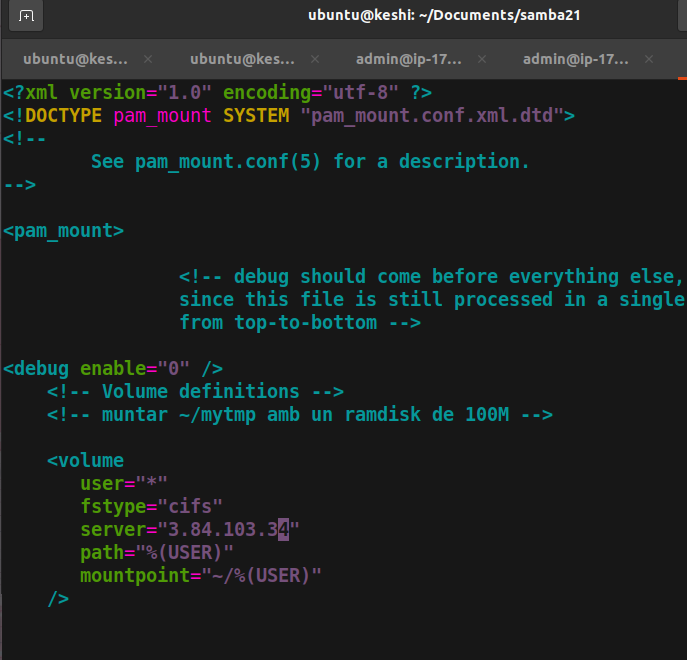 ubuntu@keshi: ~/Documents/samba21
ubuntu@kes... × ubuntu@kes... × admin@ip-17... × admin@ip-17... ×
<?xml version="1.0" encoding="utf-8" ?>
<!DOCTYPE pam_mount SYSTEM "pam_mount.conf.xml.dtd">
<!--
        See pam_mount.conf(5) for a description.
-->
<pam_mount>
                <!-- debug should come before everything else,
                since this file is still processed in a single
                from top-to-bottom -->
<debug enable="0" />
    <!-- Volume definitions -->
    <!-- muntar ~/mytmp amb un ramdisk de 100M -->
    <volume
       user="*"
       fstype="cifs"
       server="3.84.103.34"
       path="%(USER)"
       mountpoint="~/%(USER)"
    />